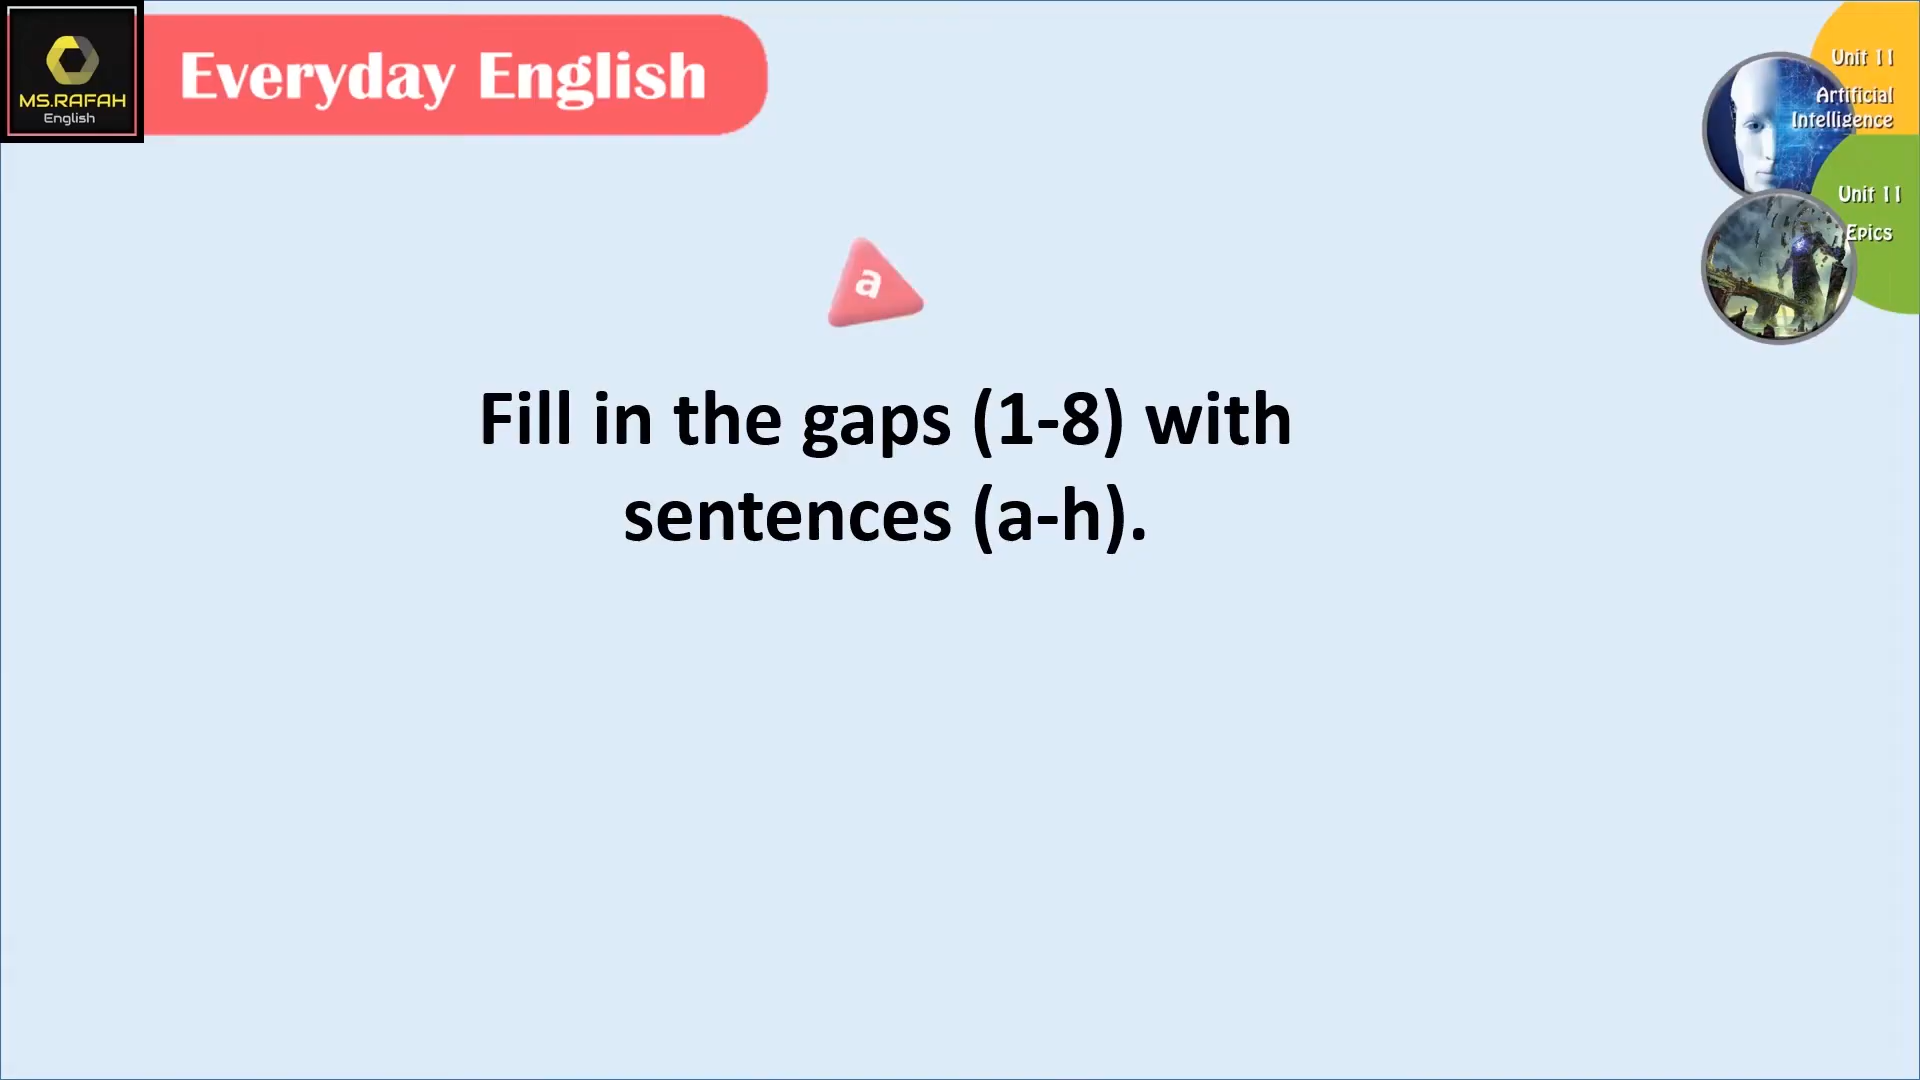 MS.RAFAH
English
Everyday English
Unit 11
Artificial
Intelligence
Unit 11
Epics
a
Fill in the gaps (1-8) with
sentences (a-h).